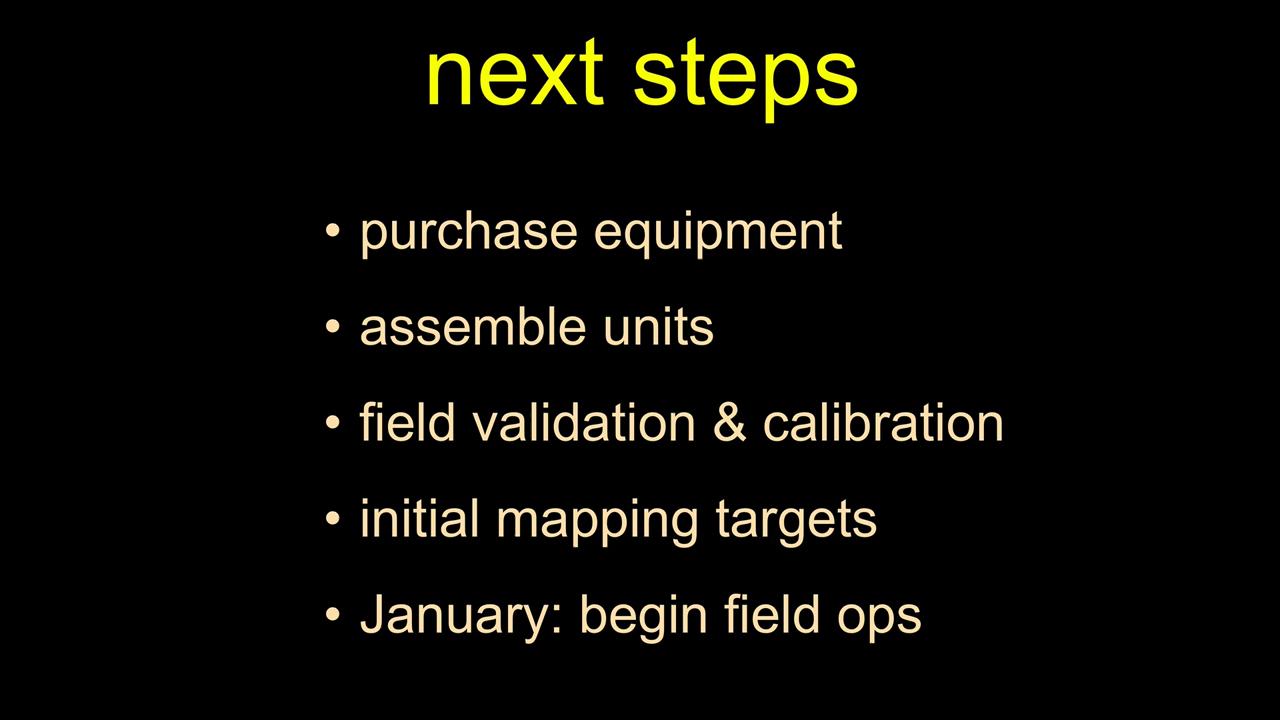 next steps
• purchase equipment
• assemble units
• field validation & calibration
• initial mapping targets
• January: begin field ops